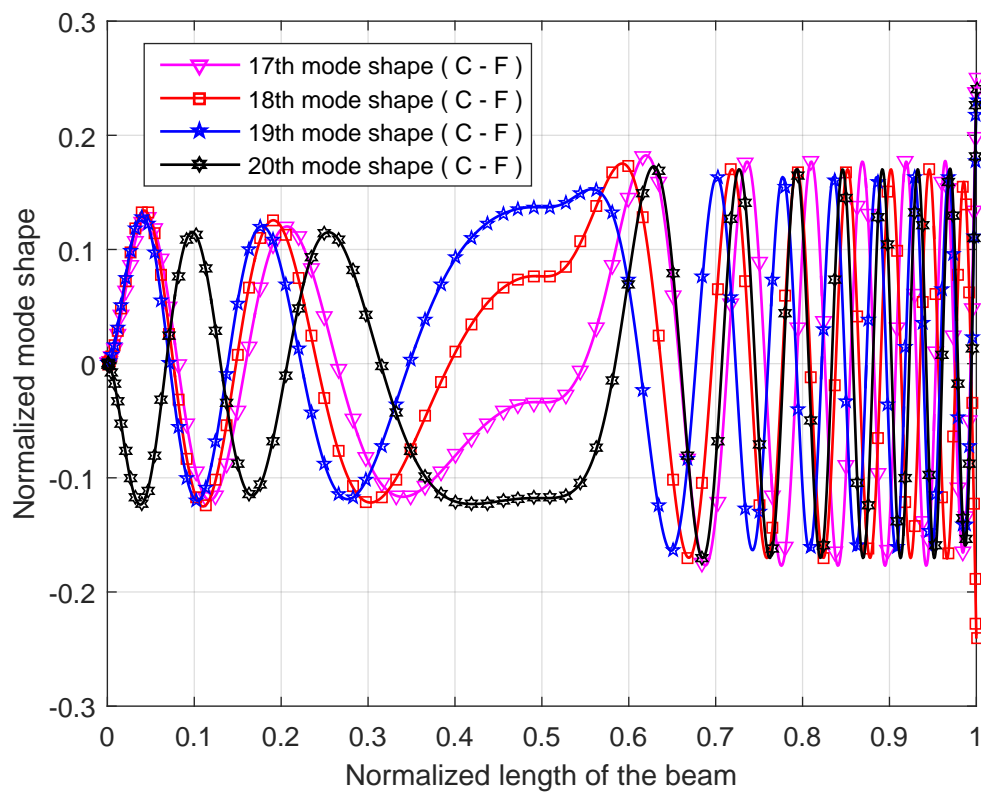 0.3
0.2
0.1
0
-0.1
-0.2
-0.3
Normalized mode shape
17th mode shape ( C - F )
18th mode shape ( C - F )
19th mode shape ( C - F )
20th mode shape ( C - F )
0 0.1 0.2 0.3 0.4 0.5 0.6 0.7 0.8 0.9 1
Normalized length of the beam